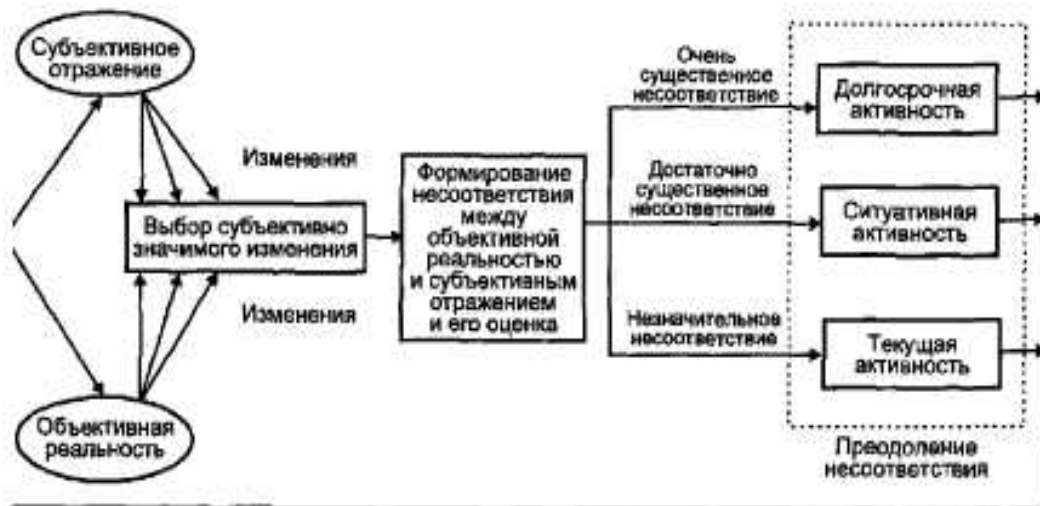 Субъективное
отражение
Изменения
Выбор субъективно
значимого изменения
Изменения
Объективная
реальность
Формирование
несоответствия
между
объективной
реальностью
и субъективным
отражением
и его оценка
Очень
существенное
несоответствие
Достаточно
существенное
несоответствие
Незначительное
несоответствие
Долгосрочная
активность
Ситуативная
активность
Текущая
активность
Преодоление
несоответствия